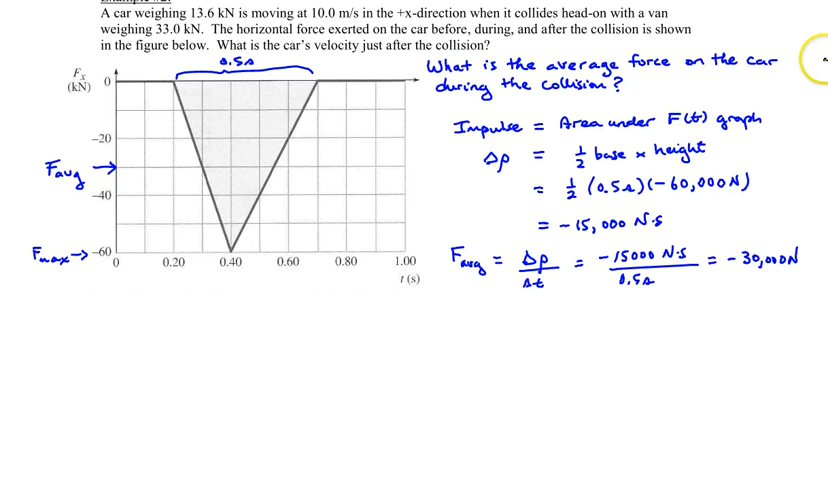 A car weighing 13.6 kN is moving at 10.0 m/s in the +x-direction when it collides head-on with a van
weighing 33.0 kN. The horizontal force exerted on the car before, during, and after the collision is shown
in the figure below. What is the car's velocity just after the collision?
0.5s
What is the average force on the car
during the collision?
Fx
(kN)
0
-20
Favg →
-40
Fmax → -60
0 0.20 0.40 0.60 0.80 1.00
t (s)
Impulse = Area under F(t) graph
Δp = 1/2 base × height
= 1/2 (0.5s)(-60,000N)
= -15,000 N·s
Favg = Δp/Δt = -15000 N·s/0.5s = -30,000N